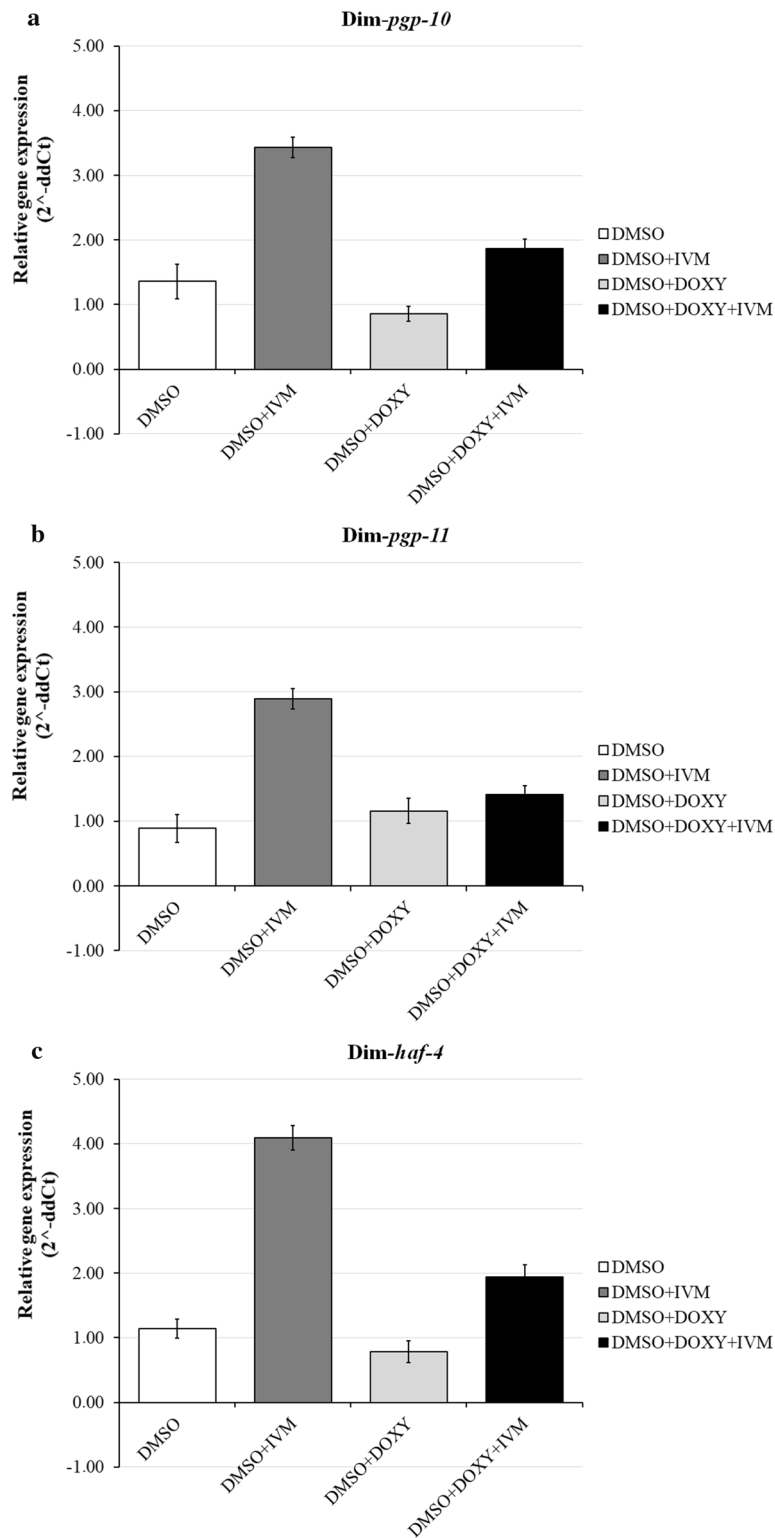 a
Dim-pgp-10
Relative gene expression
(2^-ddCt)
5.00
4.00
3.00
2.00
1.00
0.00
-1.00
DMSO
DMSO+IVM
DMSO+DOXY
DMSO+DOXY+IVM
DMSO
DMSO+IVM
DMSO+DOXY
DMSO+DOXY+IVM
b
Dim-pgp-11
Relative gene expression
(2^-ddCt)
5.00
4.00
3.00
2.00
1.00
0.00
-1.00
DMSO
DMSO+IVM
DMSO+DOXY
DMSO+DOXY+IVM
DMSO
DMSO+IVM
DMSO+DOXY
DMSO+DOXY+IVM
c
Dim-haf-4
Relative gene expression
(2^-ddCt)
5.00
4.00
3.00
2.00
1.00
0.00
-1.00
DMSO
DMSO+IVM
DMSO+DOXY
DMSO+DOXY+IVM
DMSO
DMSO+IVM
DMSO+DOXY
DMSO+DOXY+IVM